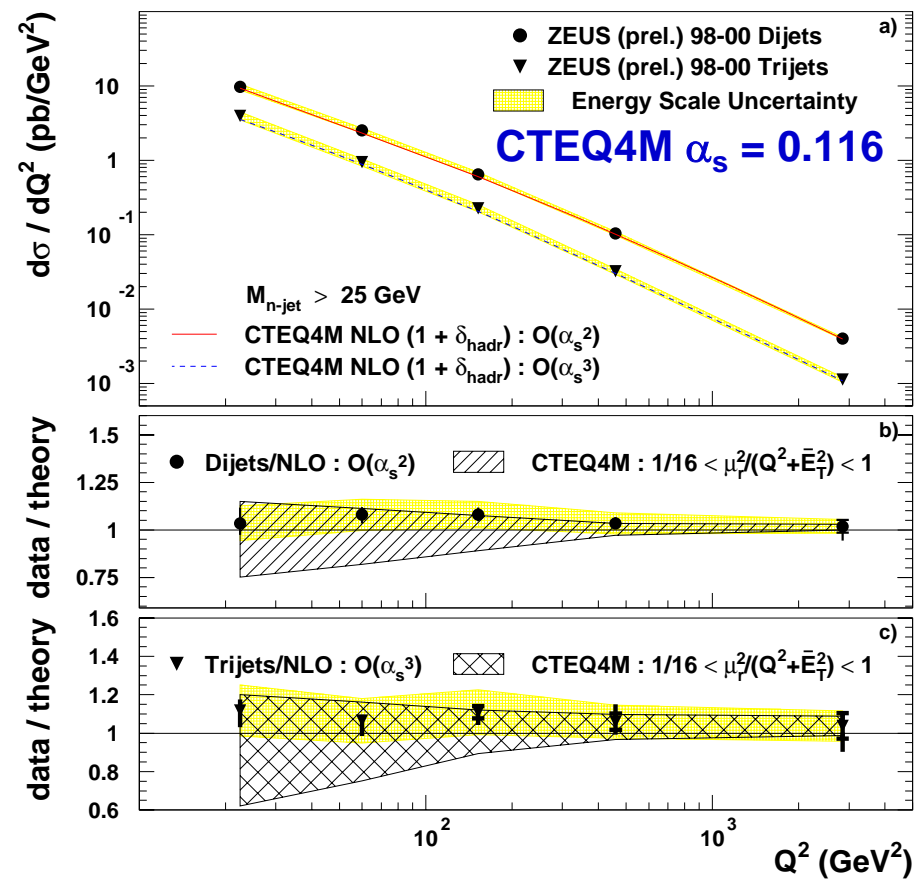 a)
ZEUS (prel.) 98-00 Dijets
ZEUS (prel.) 98-00 Trijets
Energy Scale Uncertainty
CTEQ4M αs = 0.116
dσ / dQ² (pb/GeV²)
10
1
10⁻¹
10⁻²
10⁻³
Mn-jet > 25 GeV
CTEQ4M NLO (1 + δhadr) : O(αs²)
CTEQ4M NLO (1 + δhadr) : O(αs³)
b)
Dijets/NLO : O(αs²)
CTEQ4M : 1/16 < μr²/(Q²+ĒT²) < 1
data / theory
1.5
1.25
1
0.75
c)
Trijets/NLO : O(αs³)
CTEQ4M : 1/16 < μr²/(Q²+ĒT²) < 1
data / theory
1.6
1.4
1.2
1
0.8
0.6
10²
10³
Q² (GeV²)